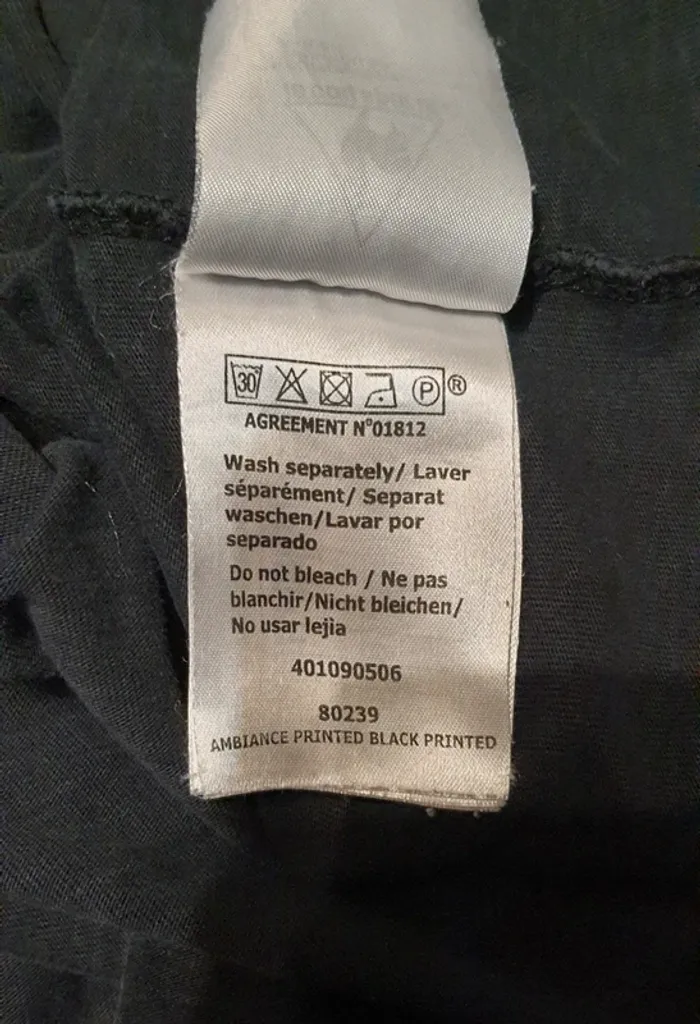 30 P ®
AGREEMENT N°01812
Wash separately/ Laver
séparément/ Separat
waschen/Lavar por
separado
Do not bleach / Ne pas
blanchir/Nicht bleichen/
No usar lejia
401090506
80239
AMBIANCE PRINTED BLACK PRINTED